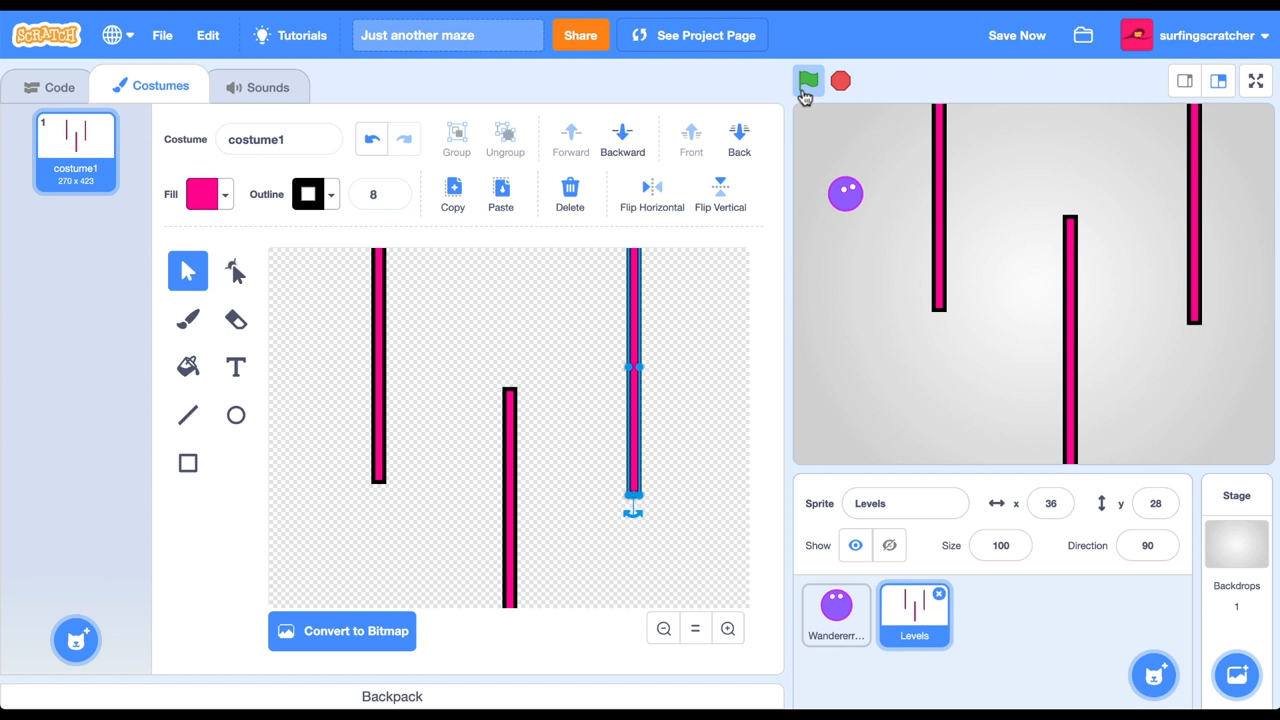 SCRATCH File Edit Tutorials Just another maze Share See Project Page Save Now surfingscratcher
Code Costumes Sounds
1
costume1
270 x 423
Costume costume1 Group Ungroup Forward Backward Front Back
Fill Outline 8 Copy Paste Delete Flip Horizontal Flip Vertical
T
Convert to Bitmap
Backpack
Sprite Levels x 36 y 28
Show Size 100 Direction 90
Wandererr... Levels
Stage
Backdrops
1